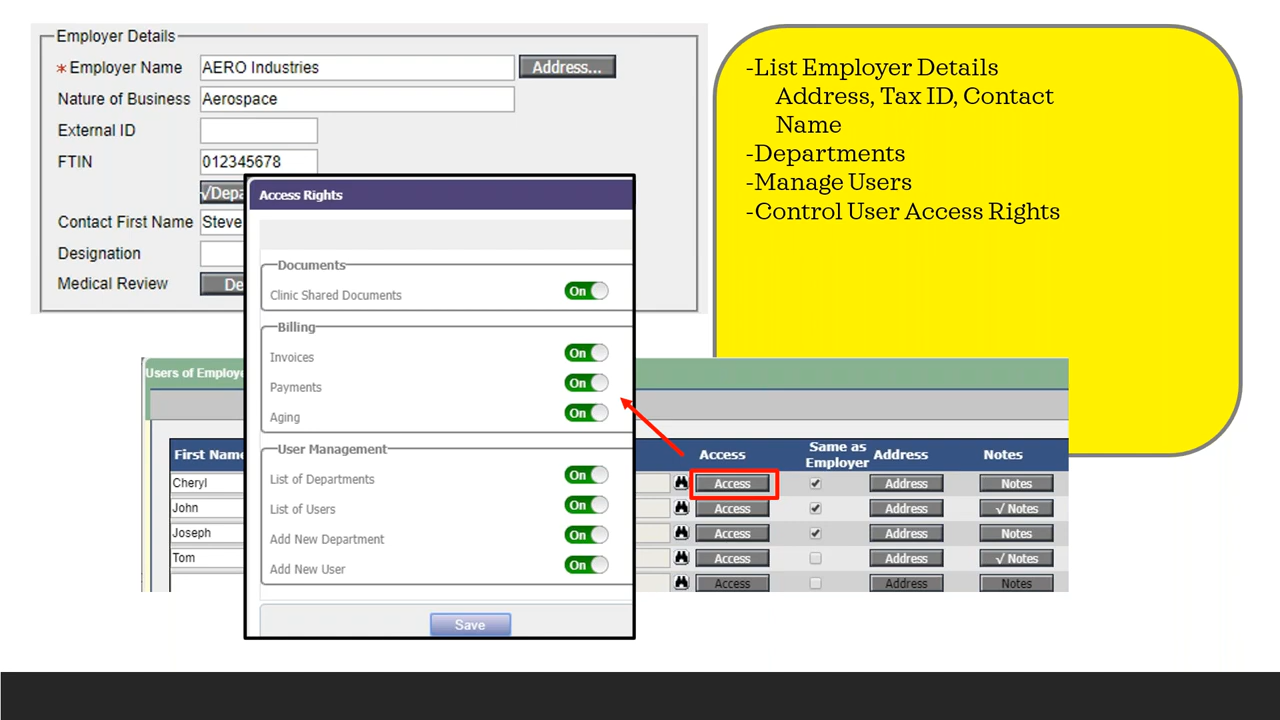 Employer Details
* Employer Name AERO Industries Address...
Nature of Business Aerospace
External ID
FTIN 012345678
Contact First Name Steve
Designation
Medical Review
Access Rights
Documents
Clinic Shared Documents On
Billing
Invoices On
Payments On
Aging On
User Management
List of Departments On
List of Users On
Add New Department On
Add New User On
Save
-List Employer Details
Address, Tax ID, Contact
Name
-Departments
-Manage Users
-Control User Access Rights
Users of
First Name Access Same as Employer Address Notes
Cheryl Access Address Notes
John Access Address √ Notes
Joseph Access Address Notes
Tom Access Address √ Notes
Access Address Notes